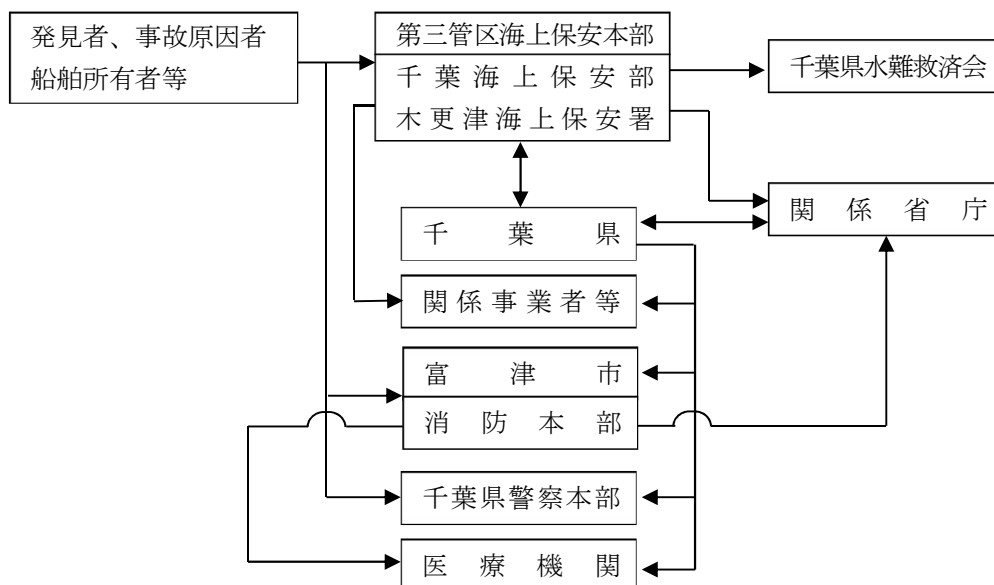 発見者、事故原因者
船舶所有者等
第三管区海上保安本部
千葉海上保安部
木更津海上保安署
千葉県水難救済会
関係省庁
千葉県
関係事業者等
富津市
消防本部
千葉県警察本部
医療機関